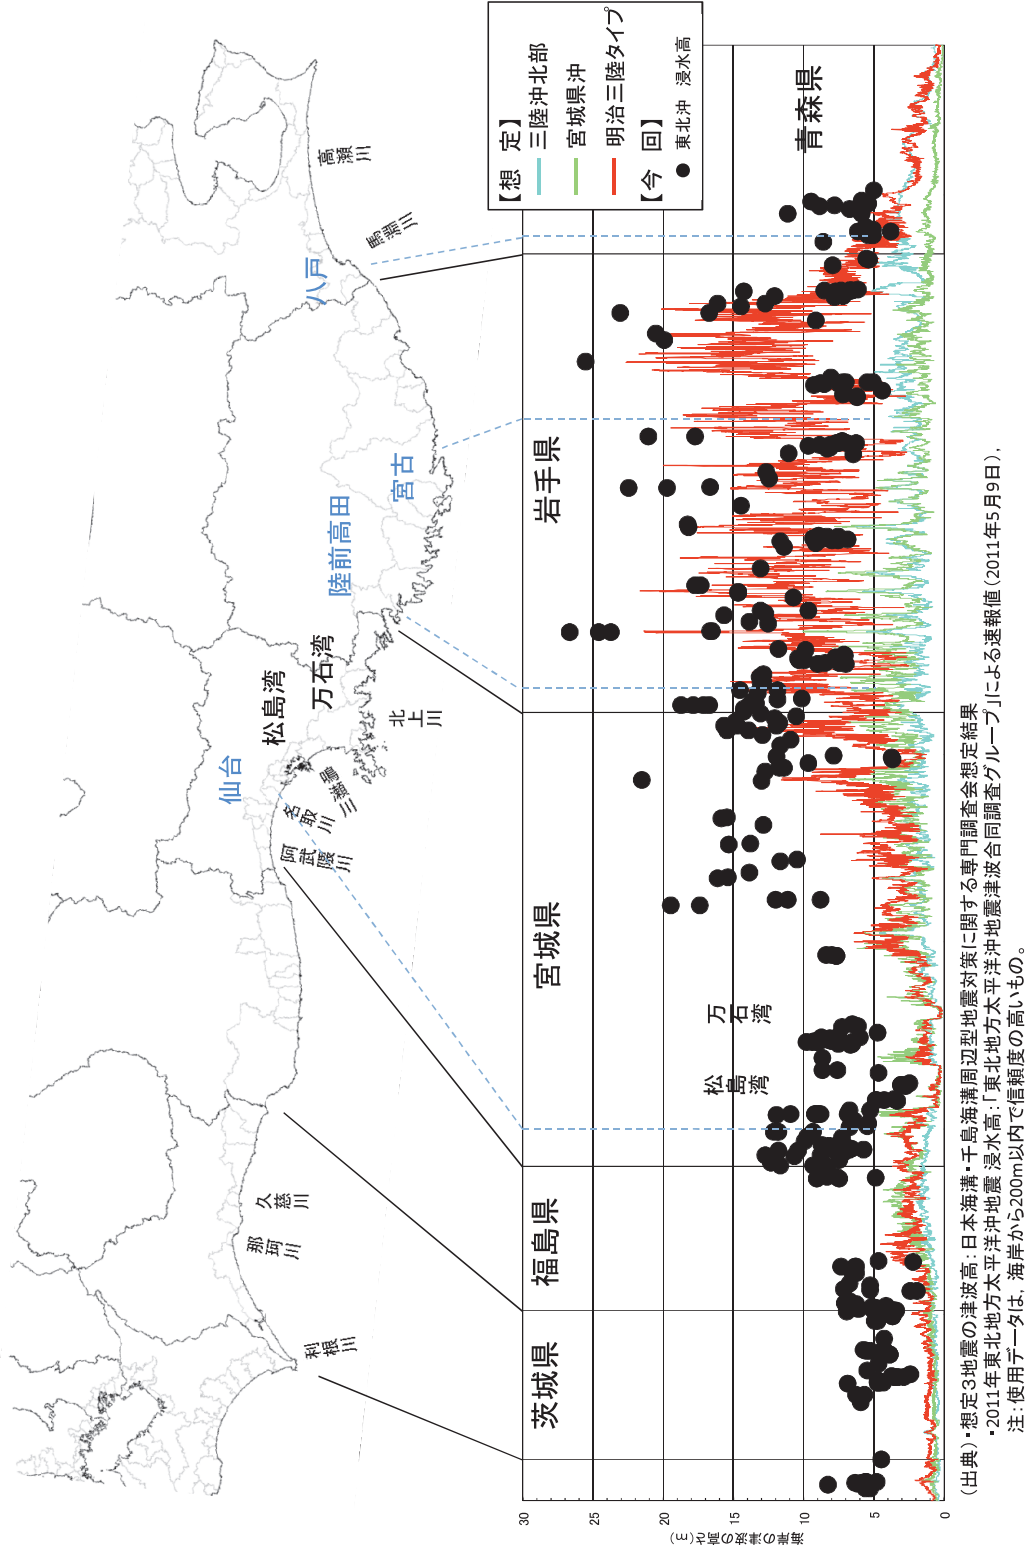 高瀬川
馬淵川
八戸
宮古
陸前高田
万石湾
松島湾
北上川
仙台
鳴瀬川
名取川
阿武隈川
久慈川
那珂川
利根川
【想 定】
三陸沖北部
宮城県沖
明治三陸タイプ
【今 回】
東北沖 浸水高
茨城県
福島県
宮城県
岩手県
青森県
松島湾
万石湾
海岸の津波の高さ(m)
30
25
20
15
10
5
0
(出典)・想定3地震の津波高:日本海溝・千島海溝周辺型地震対策に関する専門調査会想定結果
・2011年東北地方太平洋沖地震 浸水高:「東北地方太平洋沖地震津波合同調査グループ」による速報値(2011年5月9日),
注:使用データは, 海岸から200m以内で信頼度の高いもの。